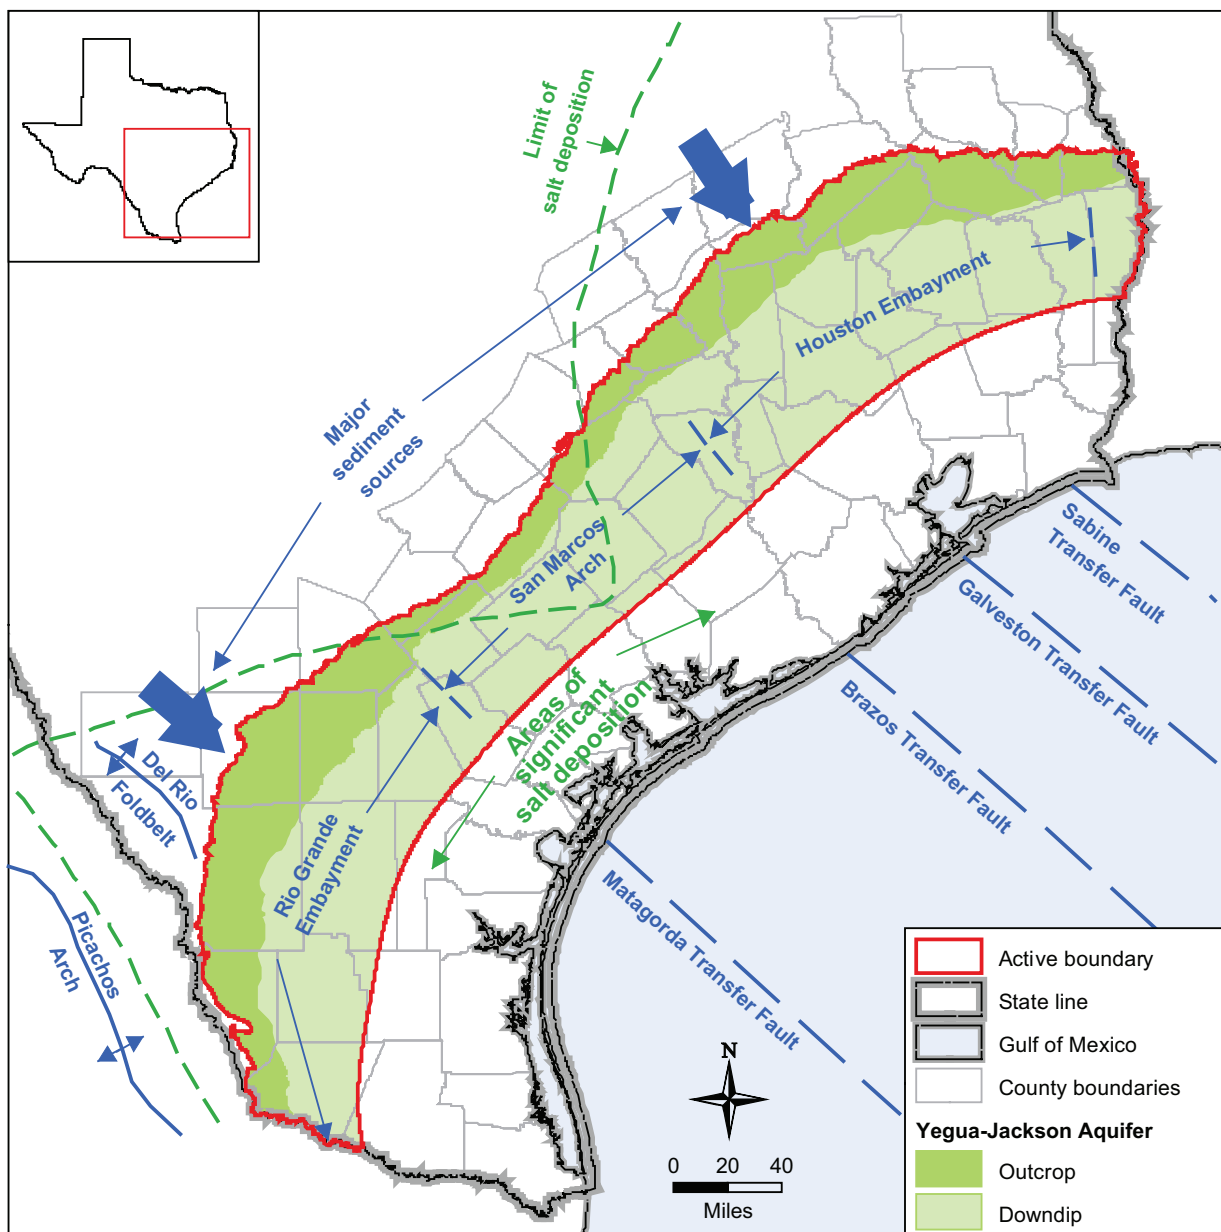 Limit of
salt deposition
Major
sediment
sources
Houston Embayment
San Marcos
Arch
Areas of
significant
salt deposition
Del Rio
Foldbelt
Rio Grande
Embayment
Picachos
Arch
Sabine
Transfer Fault
Galveston Transfer Fault
Brazos Transfer Fault
Matagorda Transfer Fault
N
0 20 40
Miles
Active boundary
State line
Gulf of Mexico
County boundaries
Yegua-Jackson Aquifer
Outcrop
Downdip